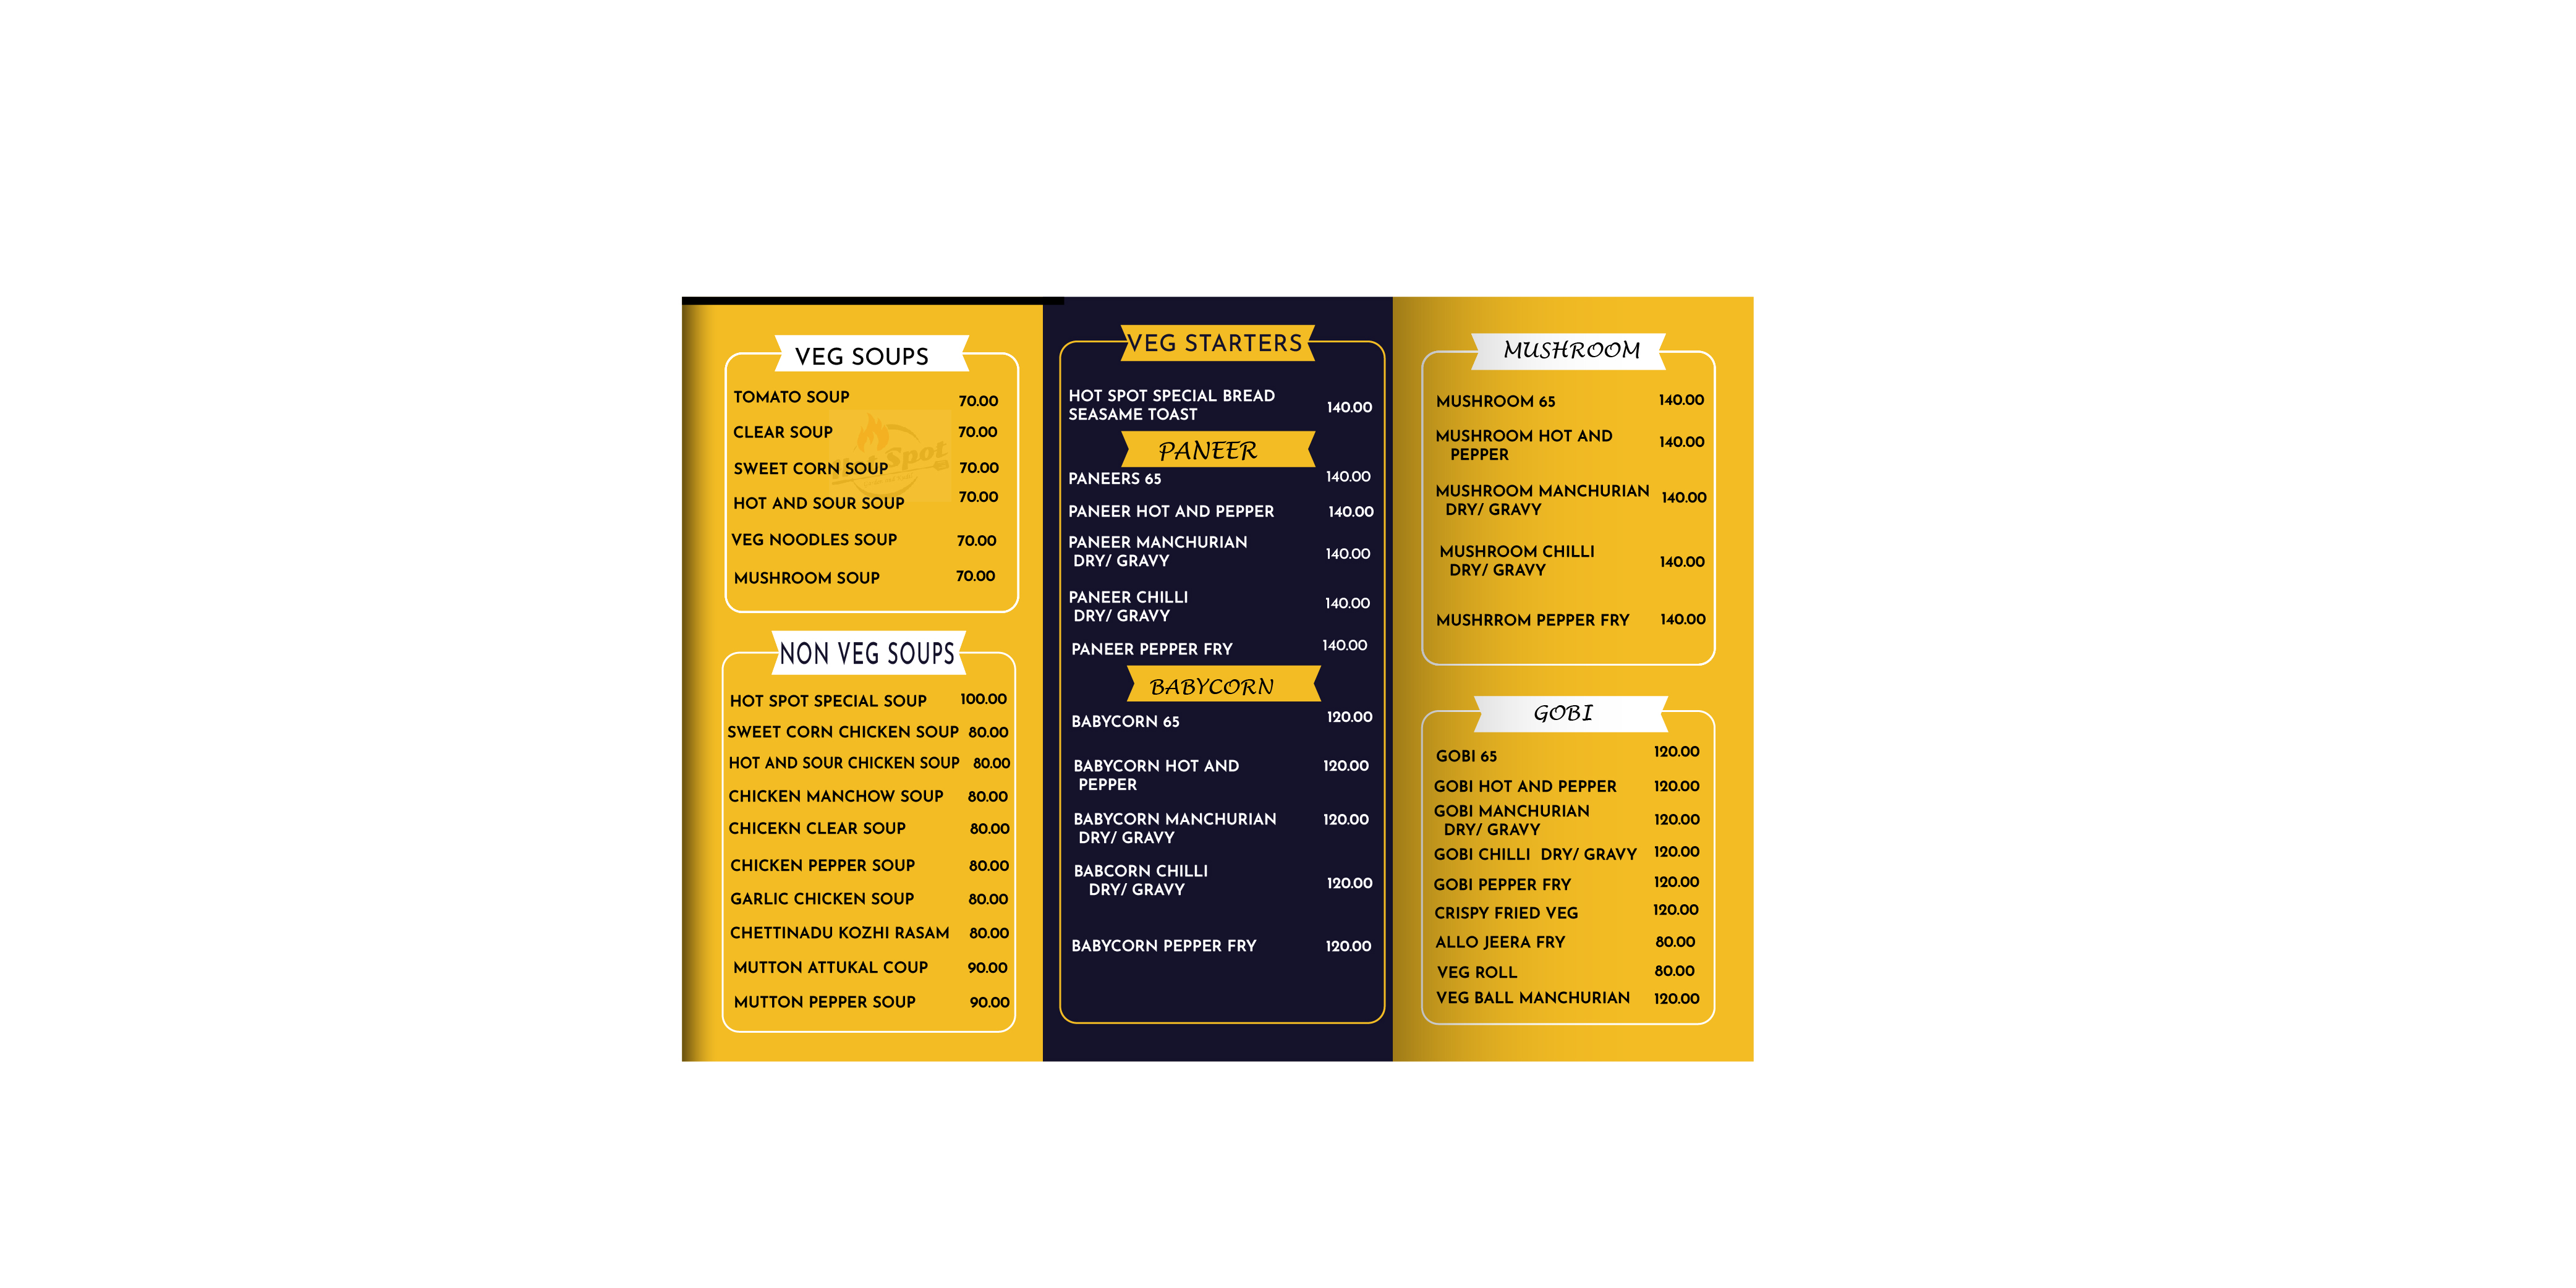 VEG SOUPS
TOMATO SOUP 70.00
CLEAR SOUP 70.00
SWEET CORN SOUP 70.00
HOT AND SOUR SOUP 70.00
VEG NOODLES SOUP 70.00
MUSHROOM SOUP 70.00
Hot Spot
NON VEG SOUPS
HOT SPOT SPECIAL SOUP 100.00
SWEET CORN CHICKEN SOUP 80.00
HOT AND SOUR CHICKEN SOUP 80.00
CHICKEN MANCHOW SOUP 80.00
CHICEKN CLEAR SOUP 80.00
CHICKEN PEPPER SOUP 80.00
GARLIC CHICKEN SOUP 80.00
CHETTINADU KOZHI RASAM 80.00
MUTTON ATTUKAL COUP 90.00
MUTTON PEPPER SOUP 90.00
VEG STARTERS
HOT SPOT SPECIAL BREAD
SEASAME TOAST 140.00
PANEER
PANEERS 65 140.00
PANEER HOT AND PEPPER 140.00
PANEER MANCHURIAN
DRY/ GRAVY 140.00
PANEER CHILLI
DRY/ GRAVY 140.00
PANEER PEPPER FRY 140.00
BABYCORN
BABYCORN 65 120.00
BABYCORN HOT AND 120.00
PEPPER
BABYCORN MANCHURIAN 120.00
DRY/ GRAVY
BABCORN CHILLI
DRY/ GRAVY 120.00
BABYCORN PEPPER FRY 120.00
MUSHROOM
MUSHROOM 65 140.00
MUSHROOM HOT AND 140.00
PEPPER
MUSHROOM MANCHURIAN 140.00
DRY/ GRAVY
MUSHROOM CHILLI
DRY/ GRAVY 140.00
MUSHRROM PEPPER FRY 140.00
GOBI
GOBI 65 120.00
GOBI HOT AND PEPPER 120.00
GOBI MANCHURIAN
DRY/ GRAVY 120.00
GOBI CHILLI DRY/ GRAVY 120.00
GOBI PEPPER FRY 120.00
CRISPY FRIED VEG 120.00
ALLO JEERA FRY 80.00
VEG ROLL 80.00
VEG BALL MANCHURIAN 120.00